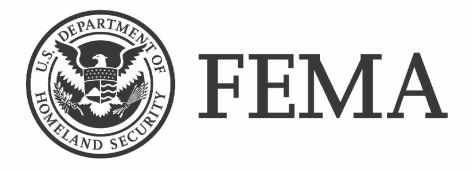 U.S. DEPARTMENT OF
HOMELAND SECURITY
FEMA